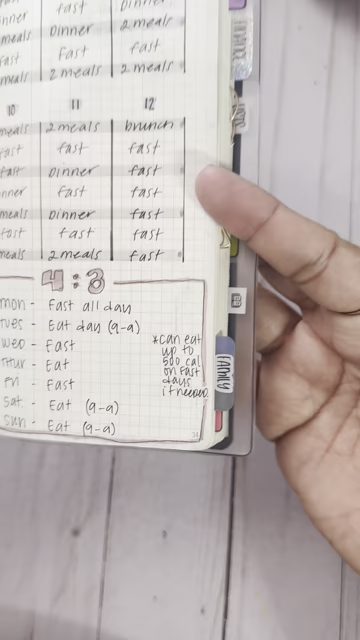 fast Dinner
meals Dinner 2 meals
fast fast
meals 2 meals 2 meals
10 11 12
meals 2 meals brunch
fast fast fast
Dinner fast
fast fast
meals Dinner fast
fast fast fast
meals 2 meals fast
4:3
mon - Fast all day
Tues - Eat day (9-9)
Wed - Fast
Thur - Eat
Fri - Fast
Sat - Eat (9-9)
Sun - Eat (9-9)
*Can eat
up to
500 cal
on Fast
days
if needed
FAMILY